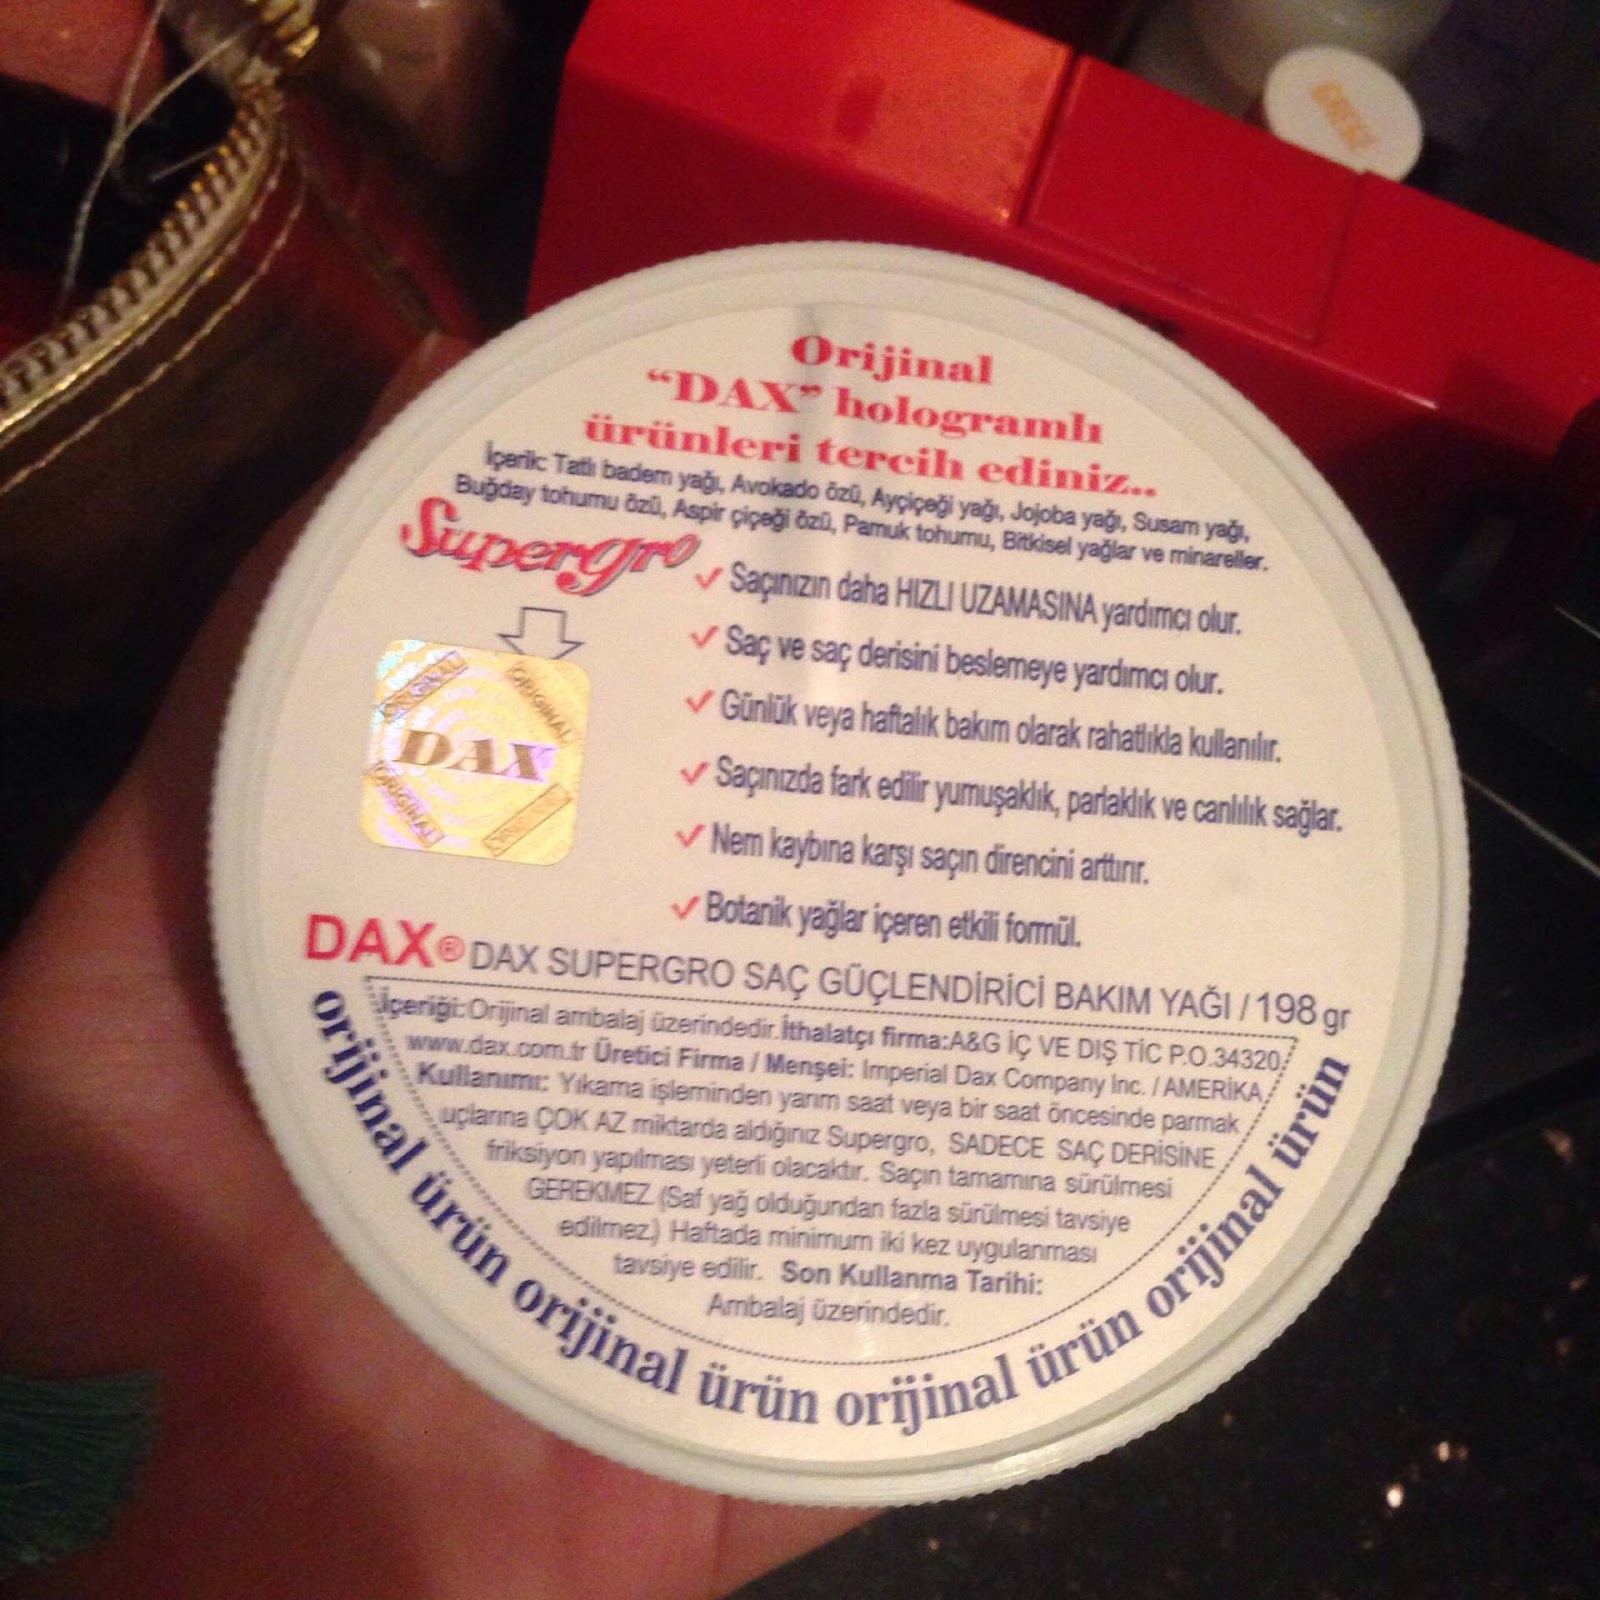 Orijinal
“DAX” hologramlı
ürünleri tercih ediniz..
İçerik: Tatlı badem yağı, Avokado özü, Ayçiçeği yağı, Jojoba yağı, Susam yağı,
Buğday tohumu özü, Aspir çiçeği özü, Pamuk tohumu, Bitkisel yağlar ve minareller.
Supergro
✓ Saçınızın daha HIZLI UZAMASINA yardımcı olur.
✓ Saç ve saç derisini beslemeye yardımcı olur.
✓ Günlük veya haftalık bakım olarak rahatlıkla kullanılır.
✓ Saçınızda fark edilir yumuşaklık, parlaklık ve canlılık sağlar.
✓ Nem kaybına karşı saçın direncini arttırır.
✓ Botanik yağlar içeren etkili formül.
ORIGINAL
ORIGINAL
DAX
ORIGINAL
ORIGINAL
DAX® DAX SUPERGRO SAÇ GÜÇLENDİRİCİ BAKIM YAĞI / 198 gr
İçeriği: Orijinal ambalaj üzerindedir. İthalatçı firma: A&G İÇ VE DIŞ TİC P.O.34320
www.dax.com.tr Üretici Firma / Menşei: Imperial Dax Company Inc. / AMERİKA
Kullanımı: Yıkama işleminden yarım saat veya bir saat öncesinde parmak
uçlarına ÇOK AZ miktarda aldığınız Supergro, SADECE SAÇ DERİSİNE
friksiyon yapılması yeterli olacaktır. Saçın tamamına sürülmesi
GEREKMEZ. (Saf yağ olduğundan fazla sürülmesi tavsiye
edilmez.) Haftada minimum iki kez uygulanması
tavsiye edilir. Son Kullanma Tarihi:
Ambalaj üzerindedir.
orijinal ürün orijinal ürün orijinal ürün orijinal ürün